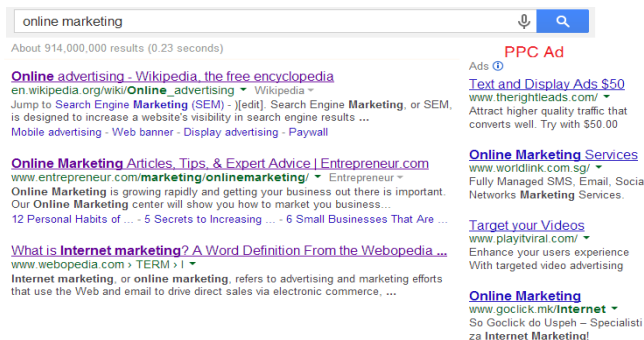 online marketing
About 914,000,000 results (0.23 seconds)
Online advertising - Wikipedia, the free encyclopedia
en.wikipedia.org/wiki/Online_advertising ▼ Wikipedia ▼
Jump to Search Engine Marketing (SEM) - )[edit]. Search Engine Marketing, or SEM,
is designed to increase a website's visibility in search engine results ...
Mobile advertising - Web banner - Display advertising - Paywall
Online Marketing Articles, Tips, & Expert Advice | Entrepreneur.com
www.entrepreneur.com/marketing/onlinemarketing/ ▼ Entrepreneur ▼
Online Marketing is growing rapidly and getting your business out there is important.
Our Online Marketing center will show you how to market you business...
12 Personal Habits of ... - 5 Secrets to Increasing ... - 6 Small Businesses That Are ...
What is Internet marketing? A Word Definition From the Webopedia ...
www.webopedia.com › TERM › I ▼
Internet marketing, or online marketing, refers to advertising and marketing efforts
that use the Web and email to drive direct sales via electronic commerce, ...
PPC Ad
Ads
Text and Display Ads $50
www.therightleads.com/ ▼
Attract higher quality traffic that
converts well. Try with $50.00
Online Marketing Services
www.worldlink.com.sg/ ▼
Fully Managed SMS, Email, Socia
Networks Marketing Services.
Target your Videos
www.playitviral.com/ ▼
Enhance your users experience
With targeted video advertising
Online Marketing
www.goclick.mk/Internet ▼
So Goclick do Uspeh – Specialisti
za Internet Marketing!